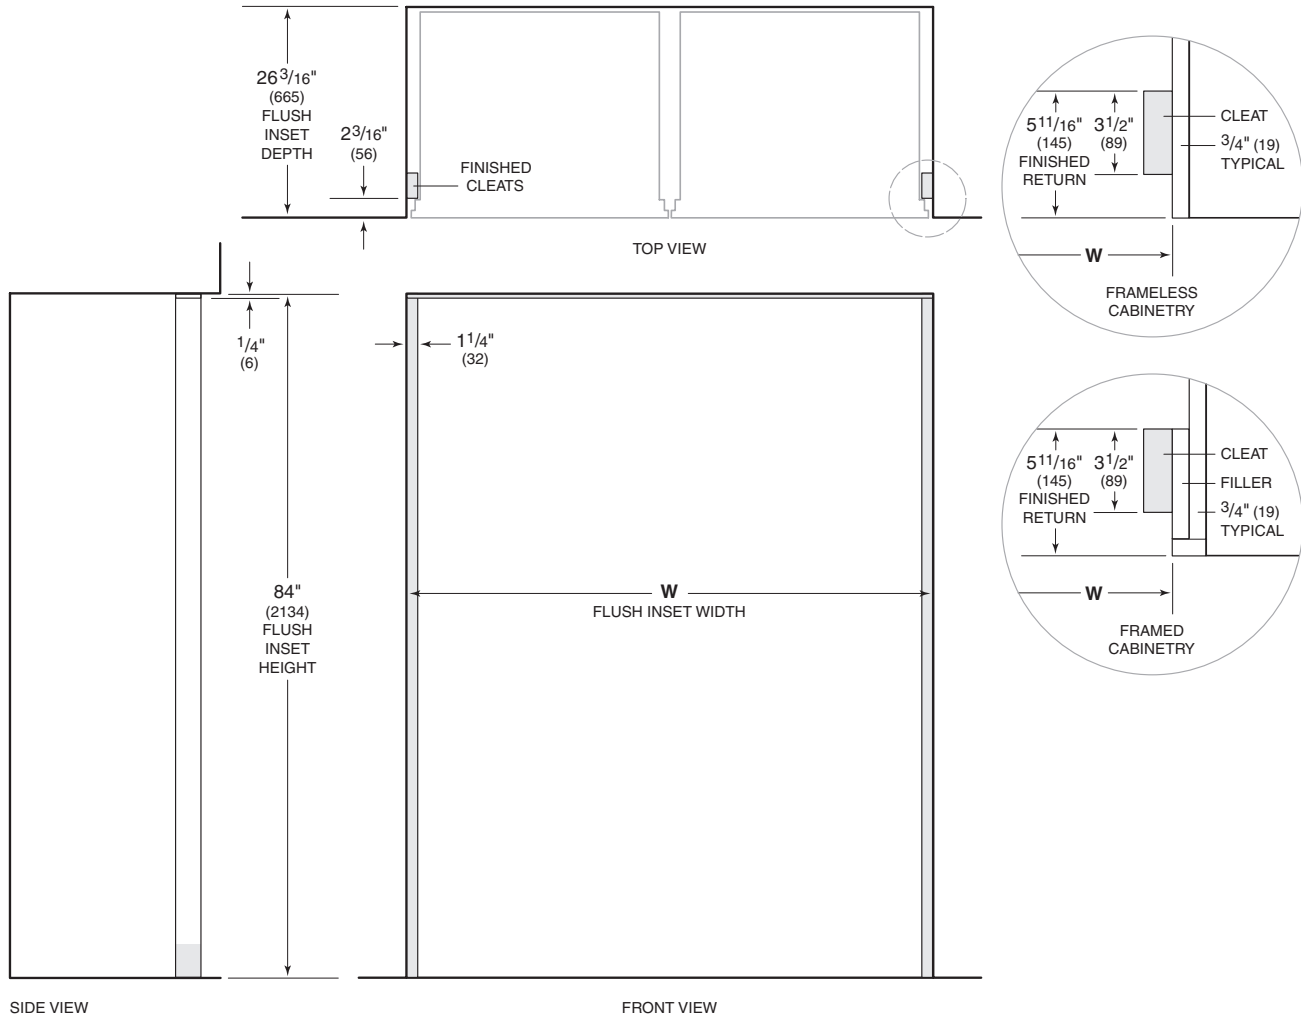 26 3/16"
(665)
FLUSH
INSET
DEPTH
2 3/16"
(56)
FINISHED
CLEATS
TOP VIEW
5 11/16"
(145)
FINISHED
RETURN
3 1/2"
(89)
CLEAT
3/4" (19)
TYPICAL
W
FRAMELESS
CABINETRY
1/4"
(6)
1 1/4"
(32)
84"
(2134)
FLUSH
INSET
HEIGHT
W
FLUSH INSET WIDTH
5 11/16"
(145)
FINISHED
RETURN
3 1/2"
(89)
CLEAT
FILLER
3/4" (19)
TYPICAL
W
FRAMED
CABINETRY
SIDE VIEW
FRONT VIEW